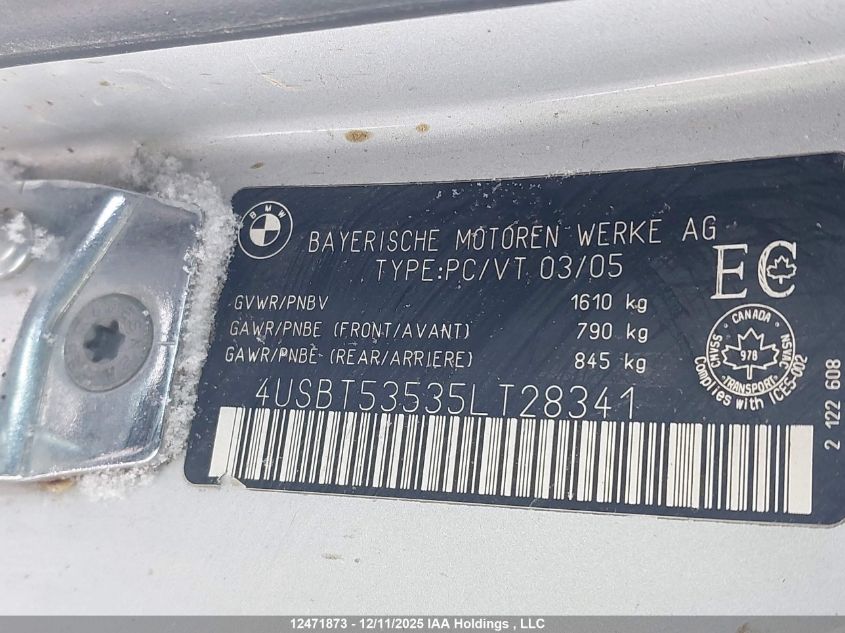 BMW
BAYERISCHE MOTOREN WERKE AG
TYPE:PC/VT 03/05
EC
GVWR/PNBV 1610 kg
GAWR/PNBE (FRONT/AVANT) 790 kg
GAWR/PNBE (REAR/ARRIERE) 845 kg
CANADA
978
TRANSPORT
Complies with ICES-002
4USBT53535LT28341
2 122 608
12471873 - 12/11/2025 IAA Holdings , LLC